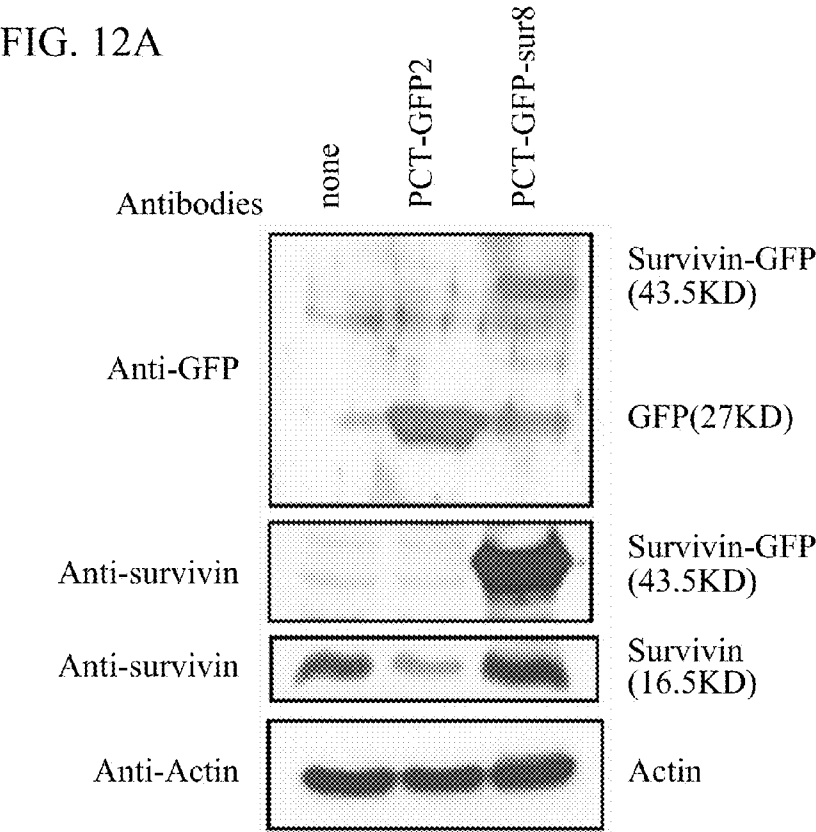 FIG. 12A
none
PCT-GFP2
PCT-GFP-sur8
Antibodies
Survivin-GFP
(43.5KD)
Anti-GFP
GFP(27KD)
Anti-survivin
Survivin-GFP
(43.5KD)
Anti-survivin
Survivin
(16.5KD)
Anti-Actin
Actin